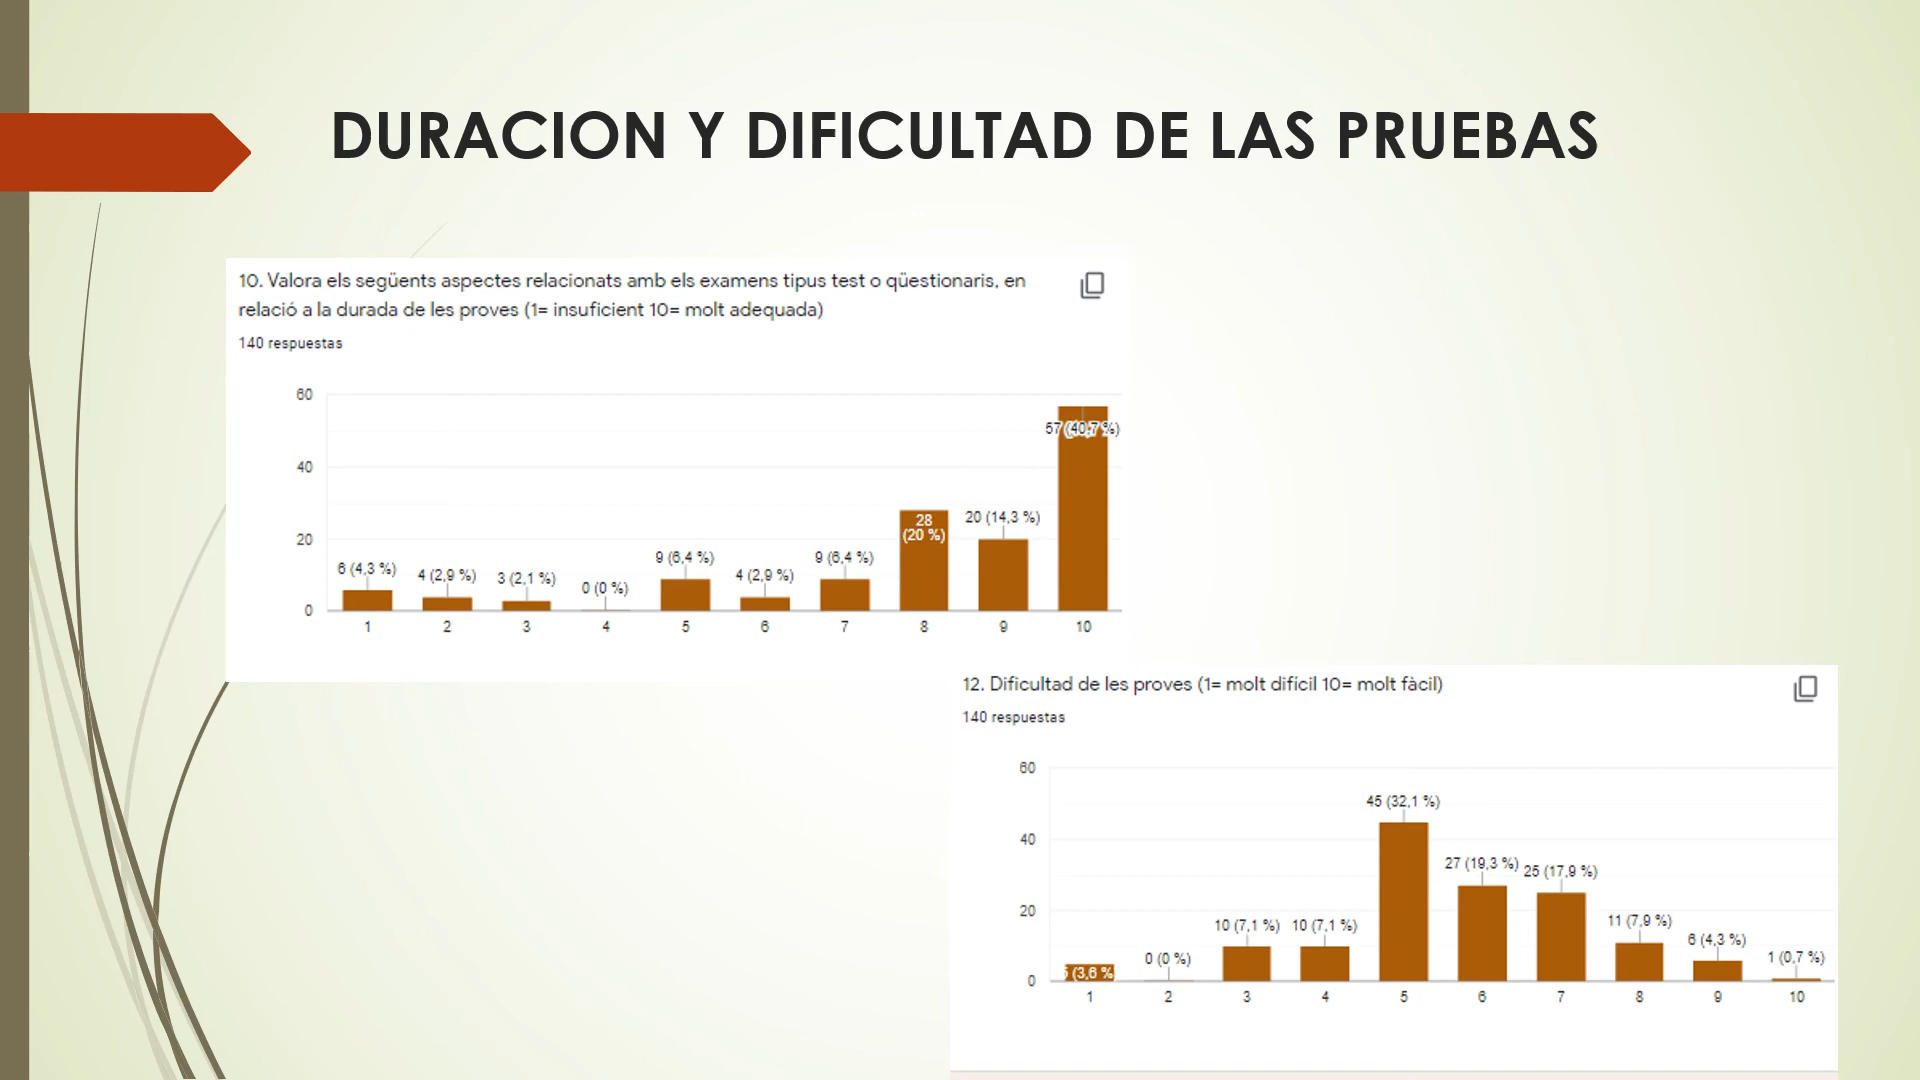 DURACION Y DIFICULTAD DE LAS PRUEBAS
10. Valora els següents aspectes relacionats amb els examens tipus test o qüestionaris, en
relació a la durada de les proves (1= insuficient 10= molt adequada)
140 respuestas
60
40
20
0
6 (4,3 %)
4 (2,9 %)
3 (2,1 %)
0 (0 %)
9 (6,4 %)
4 (2,9 %)
9 (6,4 %)
28
(20 %)
20 (14,3 %)
57 (40,7 %)
1 2 3 4 5 6 7 8 9 10
12. Dificultad de les proves (1= molt difícil 10= molt fàcil)
140 respuestas
60
40
20
0
(3,6 %
0 (0 %)
10 (7,1 %)
10 (7,1 %)
45 (32,1 %)
27 (19,3 %)
25 (17,9 %)
11 (7,9 %)
6 (4,3 %)
1 (0,7 %)
1 2 3 4 5 6 7 8 9 10